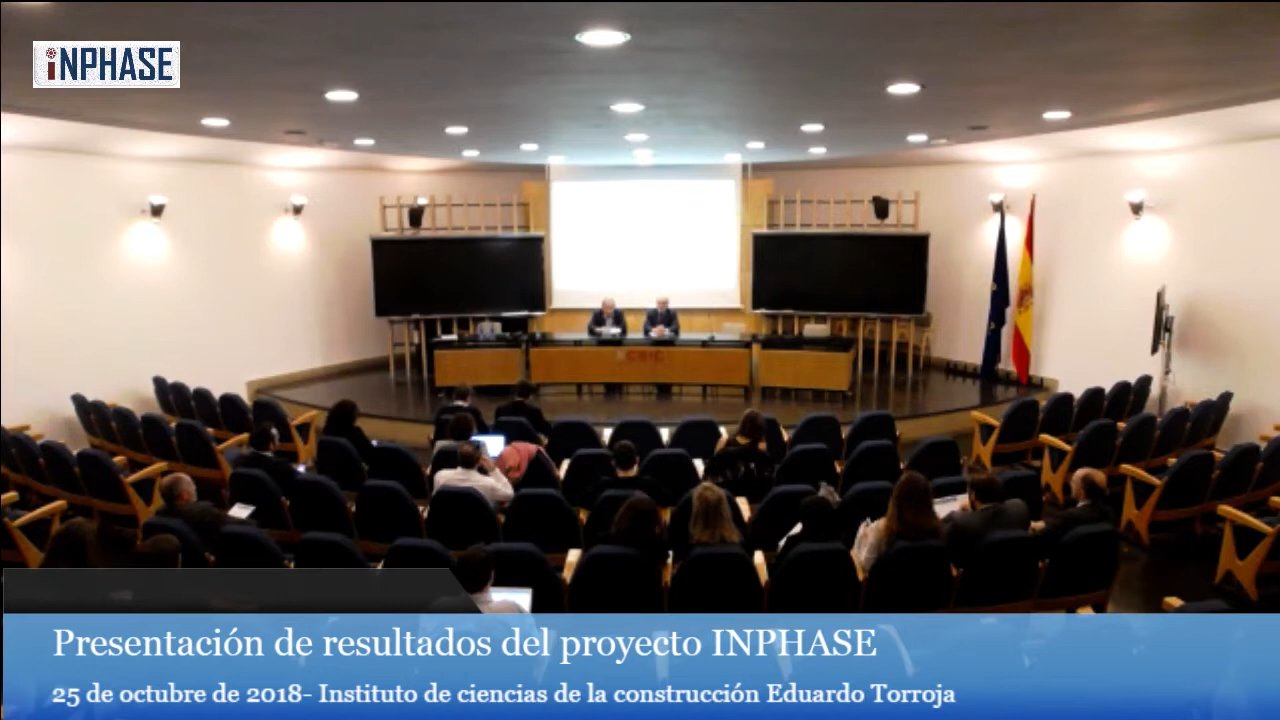 iNPHASE
CSIC
Presentación de resultados del proyecto INPHASE
25 de octubre de 2018- Instituto de ciencias de la construcción Eduardo Torroja